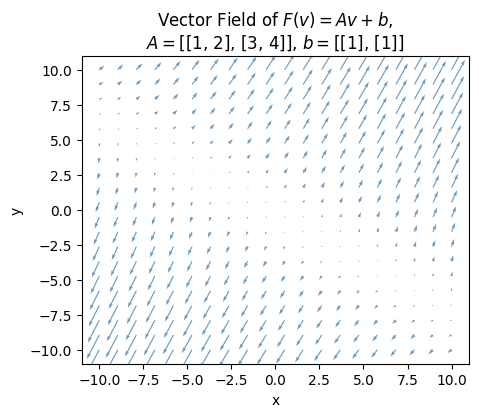 Vector Field of F(v) = Av + b,
A = [[1, 2], [3, 4]], b = [[1], [1]]
10.0
7.5
5.0
2.5
0.0
−2.5
−5.0
−7.5
−10.0
y
−10.0 −7.5 −5.0 −2.5 0.0 2.5 5.0 7.5 10.0
x